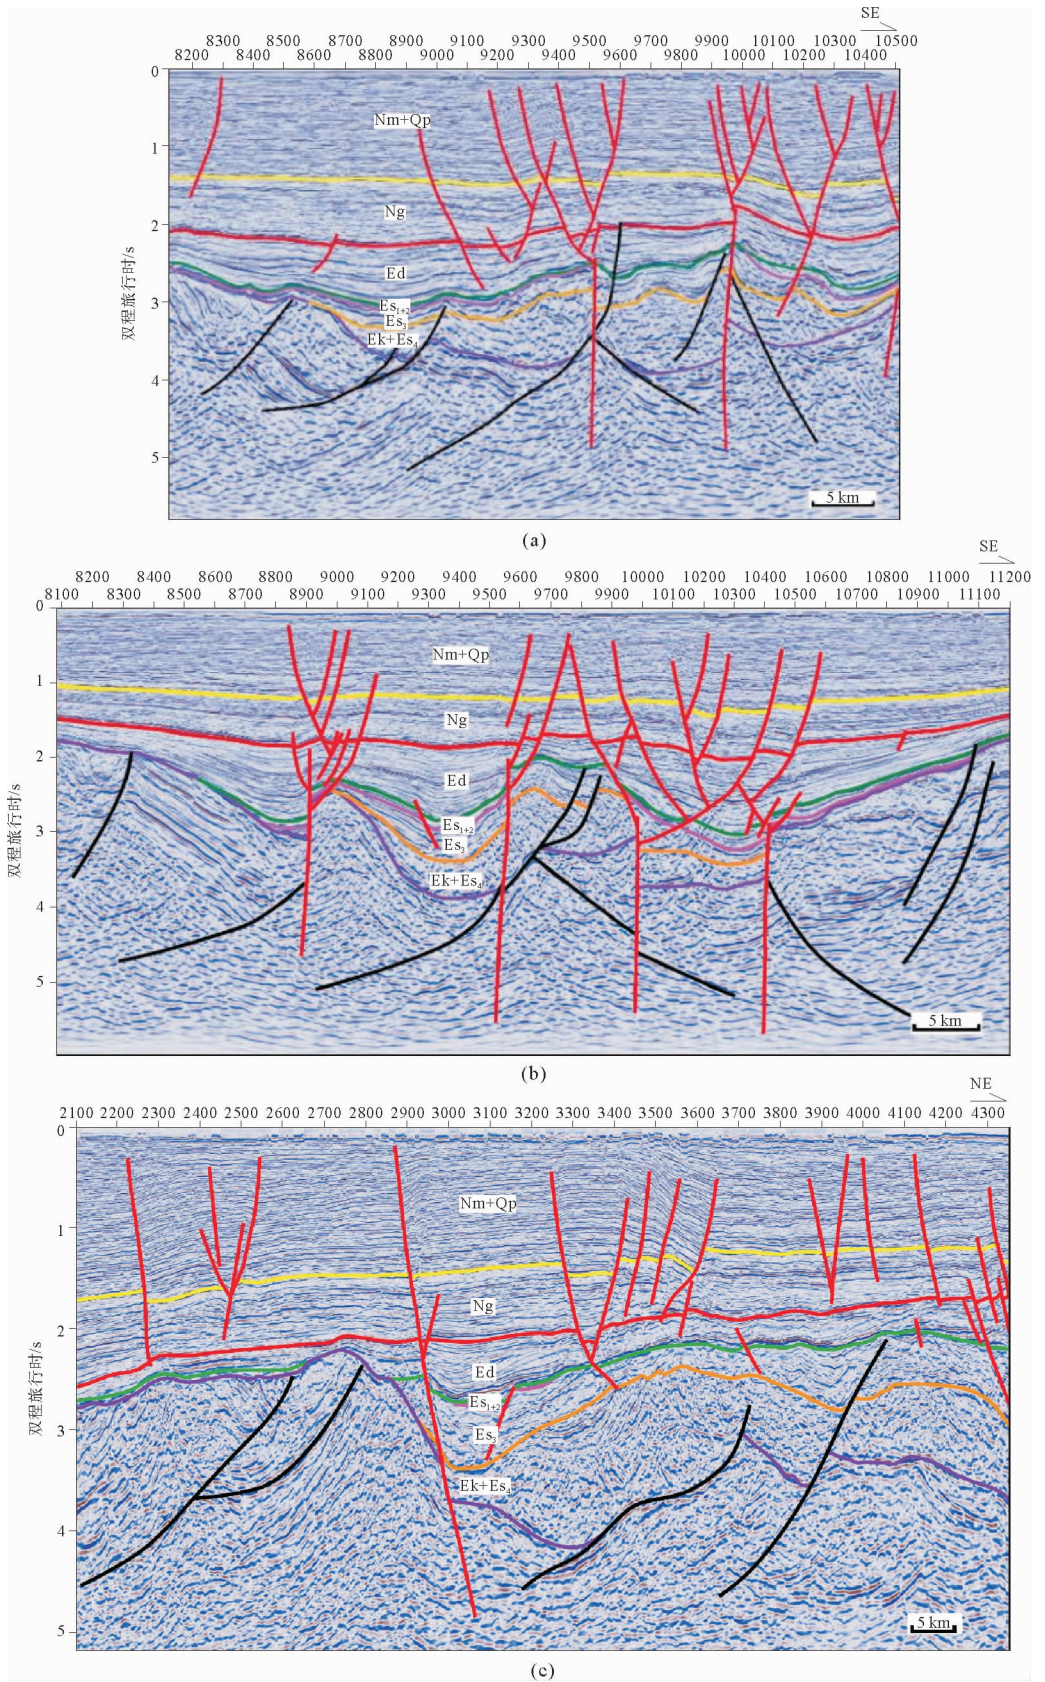 SE
8300 8500 8700 8900 9100 9300 9500 9700 9900 10100 10300 10500
8200 8400 8600 8800 9000 9200 9400 9600 9800 10000 10200 10400
0
1
2
3
4
5
双程旅行时/s
Nm+Qp
Ng
Ed
Es1+2
Es3
Ek+Es4
5 km
(a)
SE
8200 8400 8600 8800 9000 9200 9400 9600 9800 10000 10200 10400 10600 10800 11000 11200
8100 8300 8500 8700 8900 9100 9300 9500 9700 9900 10100 10300 10500 10700 10900 11100
0
1
2
3
4
5
双程旅行时/s
Nm+Qp
Ng
Ed
Es1+2
Es3
Ek+Es4
5 km
(b)
NE
2100 2200 2300 2400 2500 2600 2700 2800 2900 3000 3100 3200 3300 3400 3500 3600 3700 3800 3900 4000 4100 4200 4300
0
1
2
3
4
5
双程旅行时/s
Nm+Qp
Ng
Ed
Es1+2
Es3
Ek+Es4
5 km
(c)